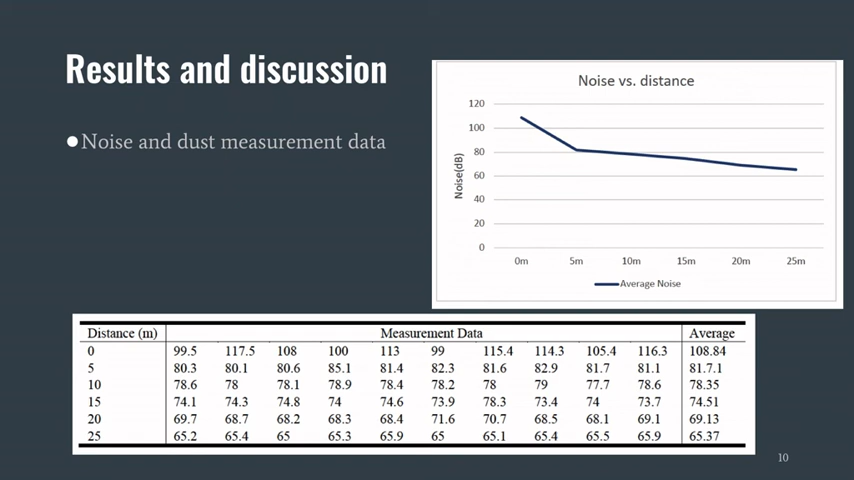 Results and discussion
●Noise and dust measurement data
Noise vs. distance
120
100
80
60
40
20
0
Noise(dB)
0m 5m 10m 15m 20m 25m
Average Noise
Distance (m) Measurement Data Average
0 99.5 117.5 108 100 113 99 115.4 114.3 105.4 116.3 108.84
5 80.3 80.1 80.6 85.1 81.4 82.3 81.6 82.9 81.7 81.1 81.7.1
10 78.6 78 78.1 78.9 78.4 78.2 78 79 77.7 78.6 78.35
15 74.1 74.3 74.8 74 74.6 73.9 78.3 73.4 74 73.7 74.51
20 69.7 68.7 68.2 68.3 68.4 71.6 70.7 68.5 68.1 69.1 69.13
25 65.2 65.4 65 65.3 65.9 65 65.1 65.4 65.5 65.9 65.37
10